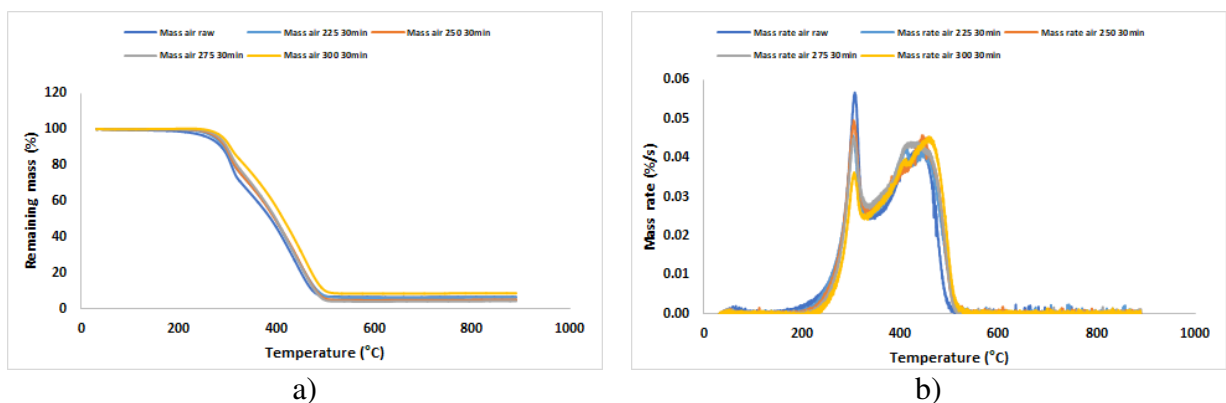 Mass air raw Mass air 225 30min Mass air 250 30min
Mass air 275 30min Mass air 300 30min
120
100
80
60
40
20
0
0 200 400 600 800 1000
Remaining mass (%)
Temperature (°C)
a)
Mass rate air raw Mass rate air 225 30min Mass rate air 250 30min
Mass rate air 275 30min Mass rate air 300 30min
0.06
0.05
0.04
0.03
0.02
0.01
0.00
0 200 400 600 800 1000
Mass rate (%/s)
Temperature (°C)
b)